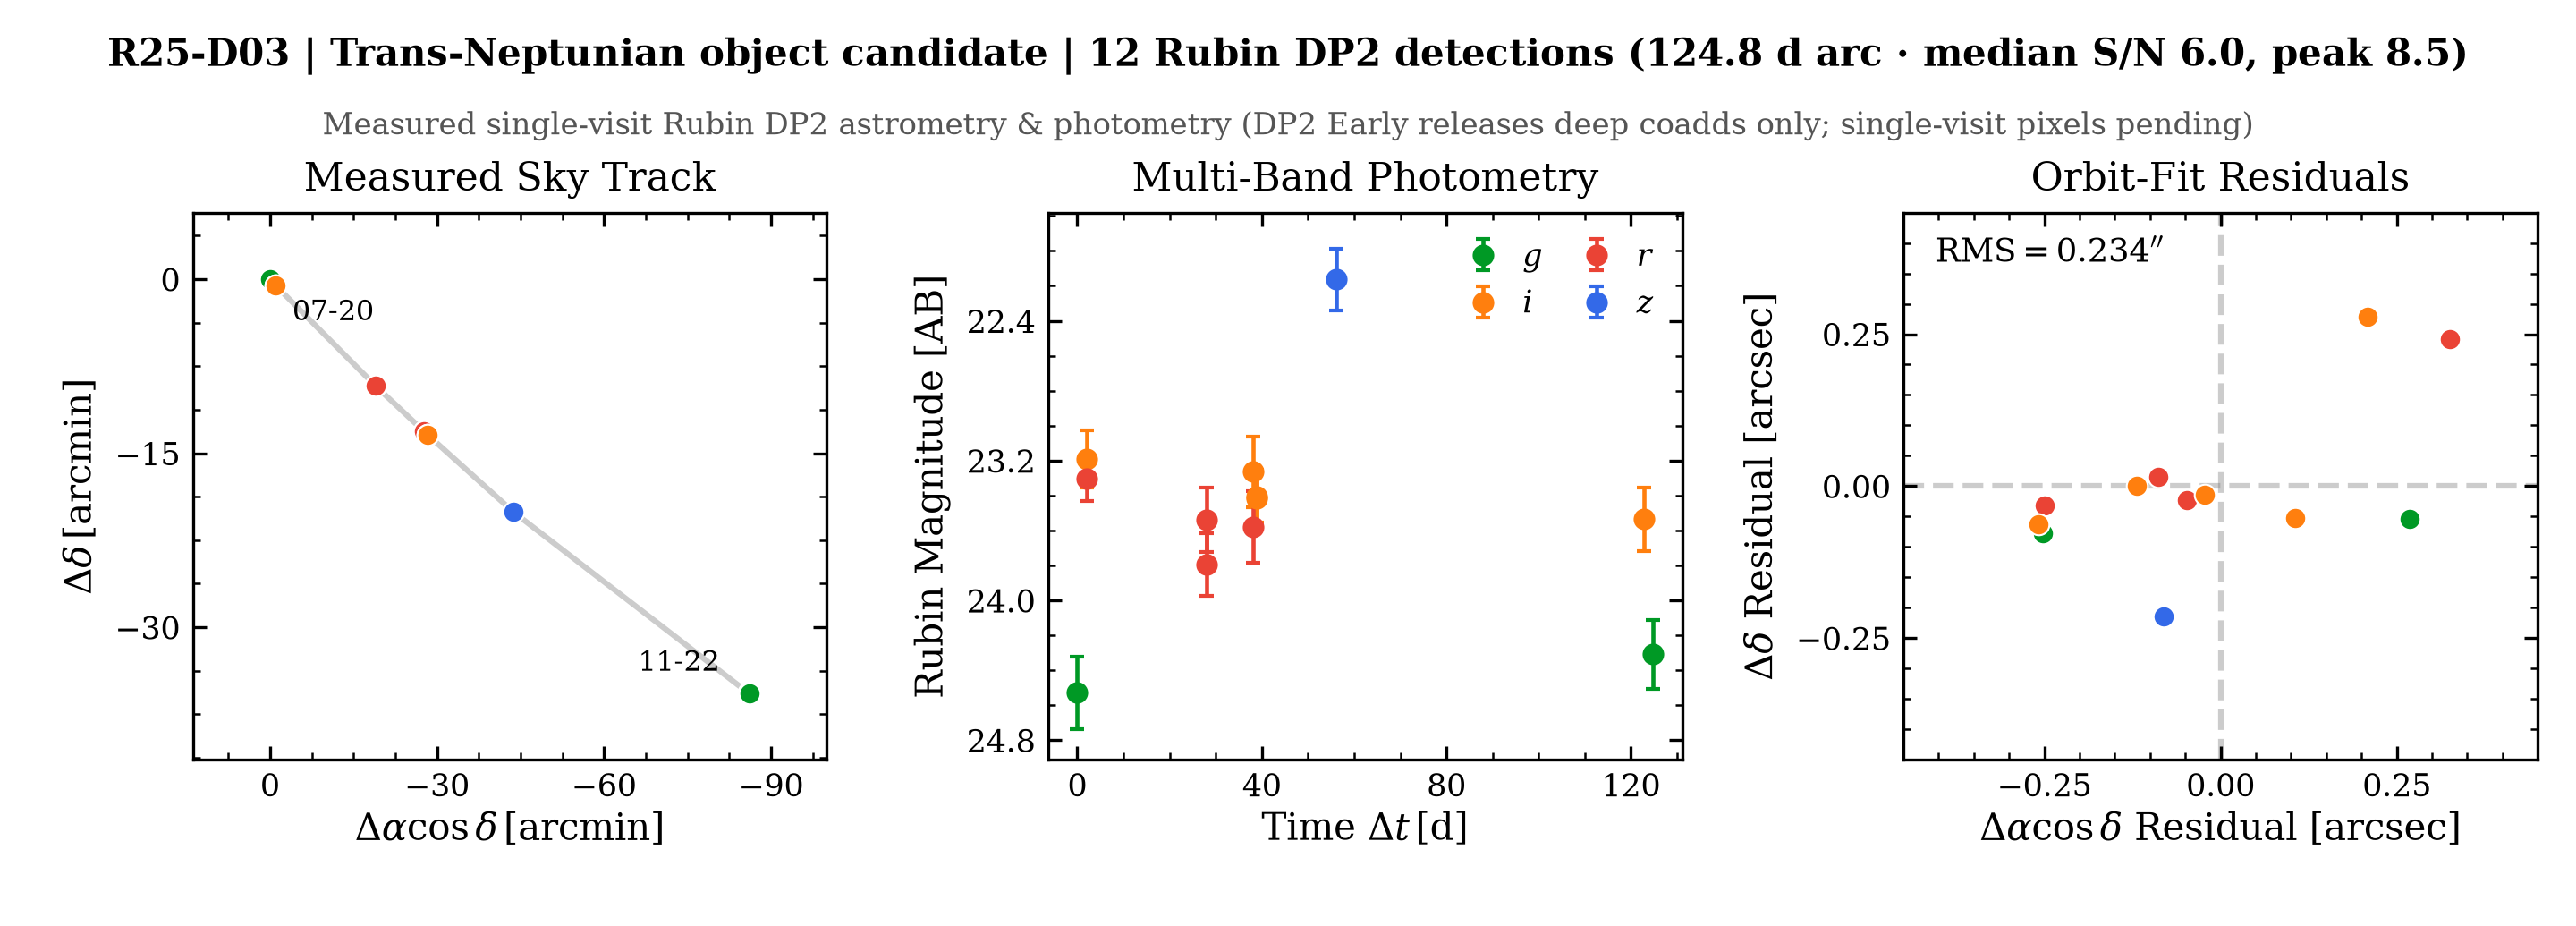 R25-D03 | Trans-Neptunian object candidate | 12 Rubin DP2 detections (124.8 d arc · median S/N 6.0, peak 8.5)
Measured single-visit Rubin DP2 astrometry & photometry (DP2 Early releases deep coadds only; single-visit pixels pending)
Measured Sky Track
Δδ [arcmin]
0
−15
−30
07-20
11-22
0
−30
−60
−90
Δα cos δ [arcmin]
Multi-Band Photometry
Rubin Magnitude [AB]
22.4
23.2
24.0
24.8
g
r
i
z
0
40
80
120
Time Δt [d]
Orbit-Fit Residuals
Δδ Residual [arcsec]
0.25
0.00
−0.25
RMS = 0.234″
−0.25
0.00
0.25
Δα cos δ Residual [arcsec]